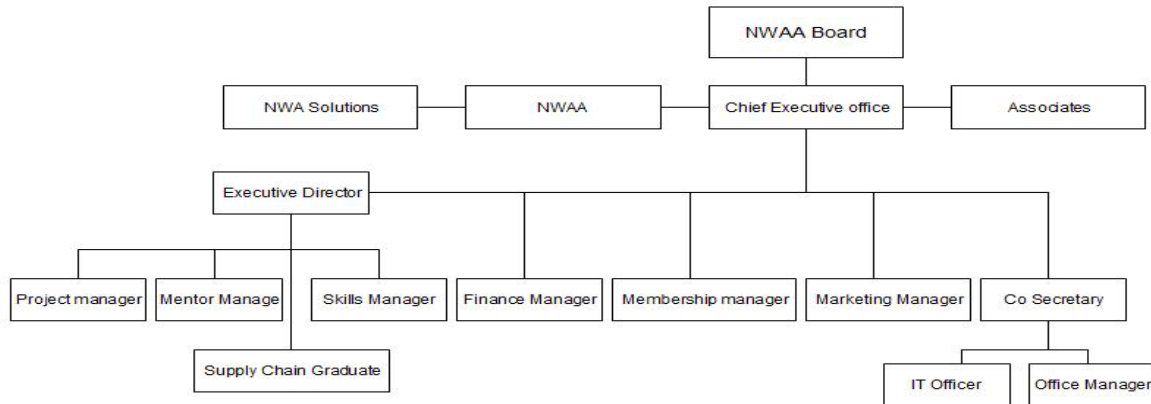 NWAA Board
NWA Solutions
NWAA
Chief Executive office
Associates
Executive Director
Project manager
Mentor Manage
Skills Manager
Finance Manager
Membership manager
Marketing Manager
Co Secretary
Supply Chain Graduate
IT Officer
Office Manager